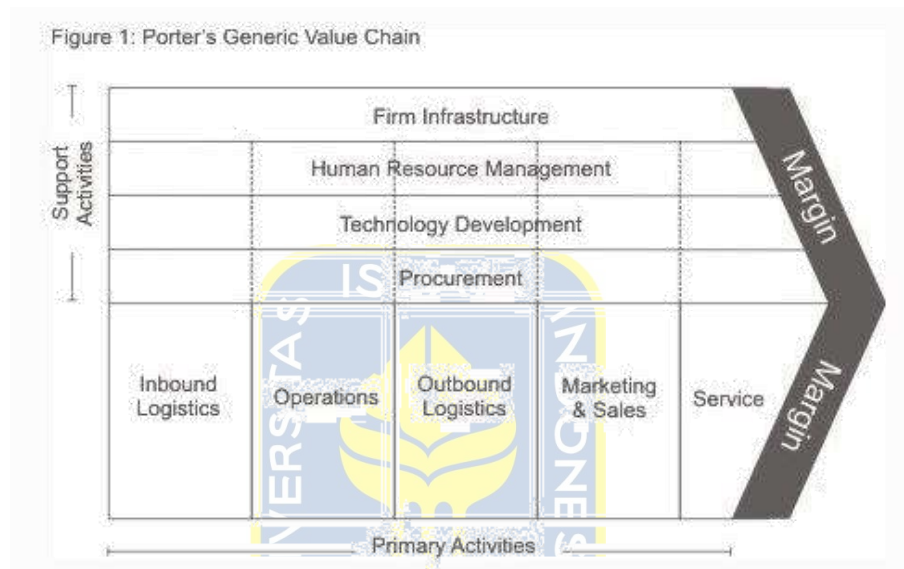 Figure 1: Porter's Generic Value Chain
Support
Activities
Firm Infrastructure
Human Resource Management
Technology Development
Procurement
Inbound
Logistics
Operations
Outbound
Logistics
Marketing
& Sales
Service
Margin
Margin
Primary Activities